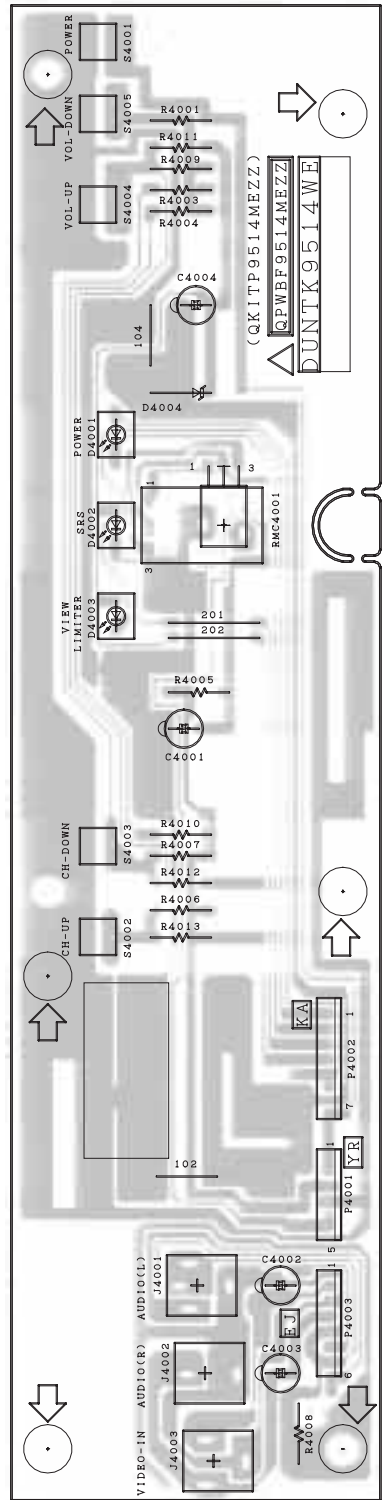 POWER
S4001
VOL-DOWN
S4005
VOL-UP
S4004
R4001
R4011
R4009
R4003
R4004
C4004
104
D4004
(QKITP9514MEZZ)
QPWBF9514MEZZ
DUNTK9514WE
POWER
D4001
SRS
D4002
VIEW
LIMITER
D4003
1
3
1
3
RMC4001
201
202
R4005
C4001
CH-DOWN
S4003
CH-UP
S4002
R4010
R4007
R4012
R4006
R4013
KA
1
P4002
7
YR
1
P4001
5
102
AUDIO(L)
J4001
C4002
1
P4003
6
EJ
AUDIO(R)
J4002
C4003
VIDEO-IN
J4003
R4008